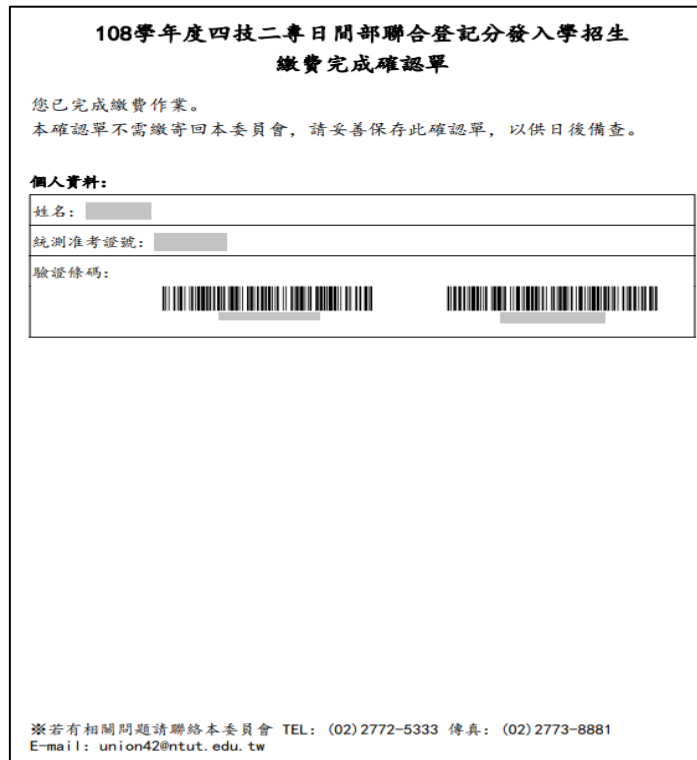 108學年度四技二專日間部聯合登記分發入學招生
繳費完成確認單
您已完成繳費作業。
本確認單不需繳寄回本委員會，請妥善保存此確認單，以供日後備查。
個人資料：
姓名：
統測准考證號：
驗證條碼：
※若有相關問題請聯絡本委員會 TEL：(02)2772-5333 傳真：(02)2773-8881
E-mail：union42@ntut.edu.tw